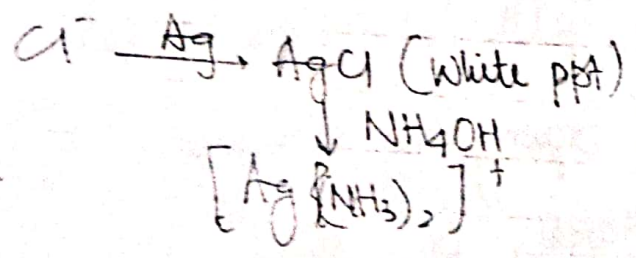 Cl⁻ —Ag→ AgCl (White ppt)
↓ NH4OH
[Ag(NH₃)₂]⁺